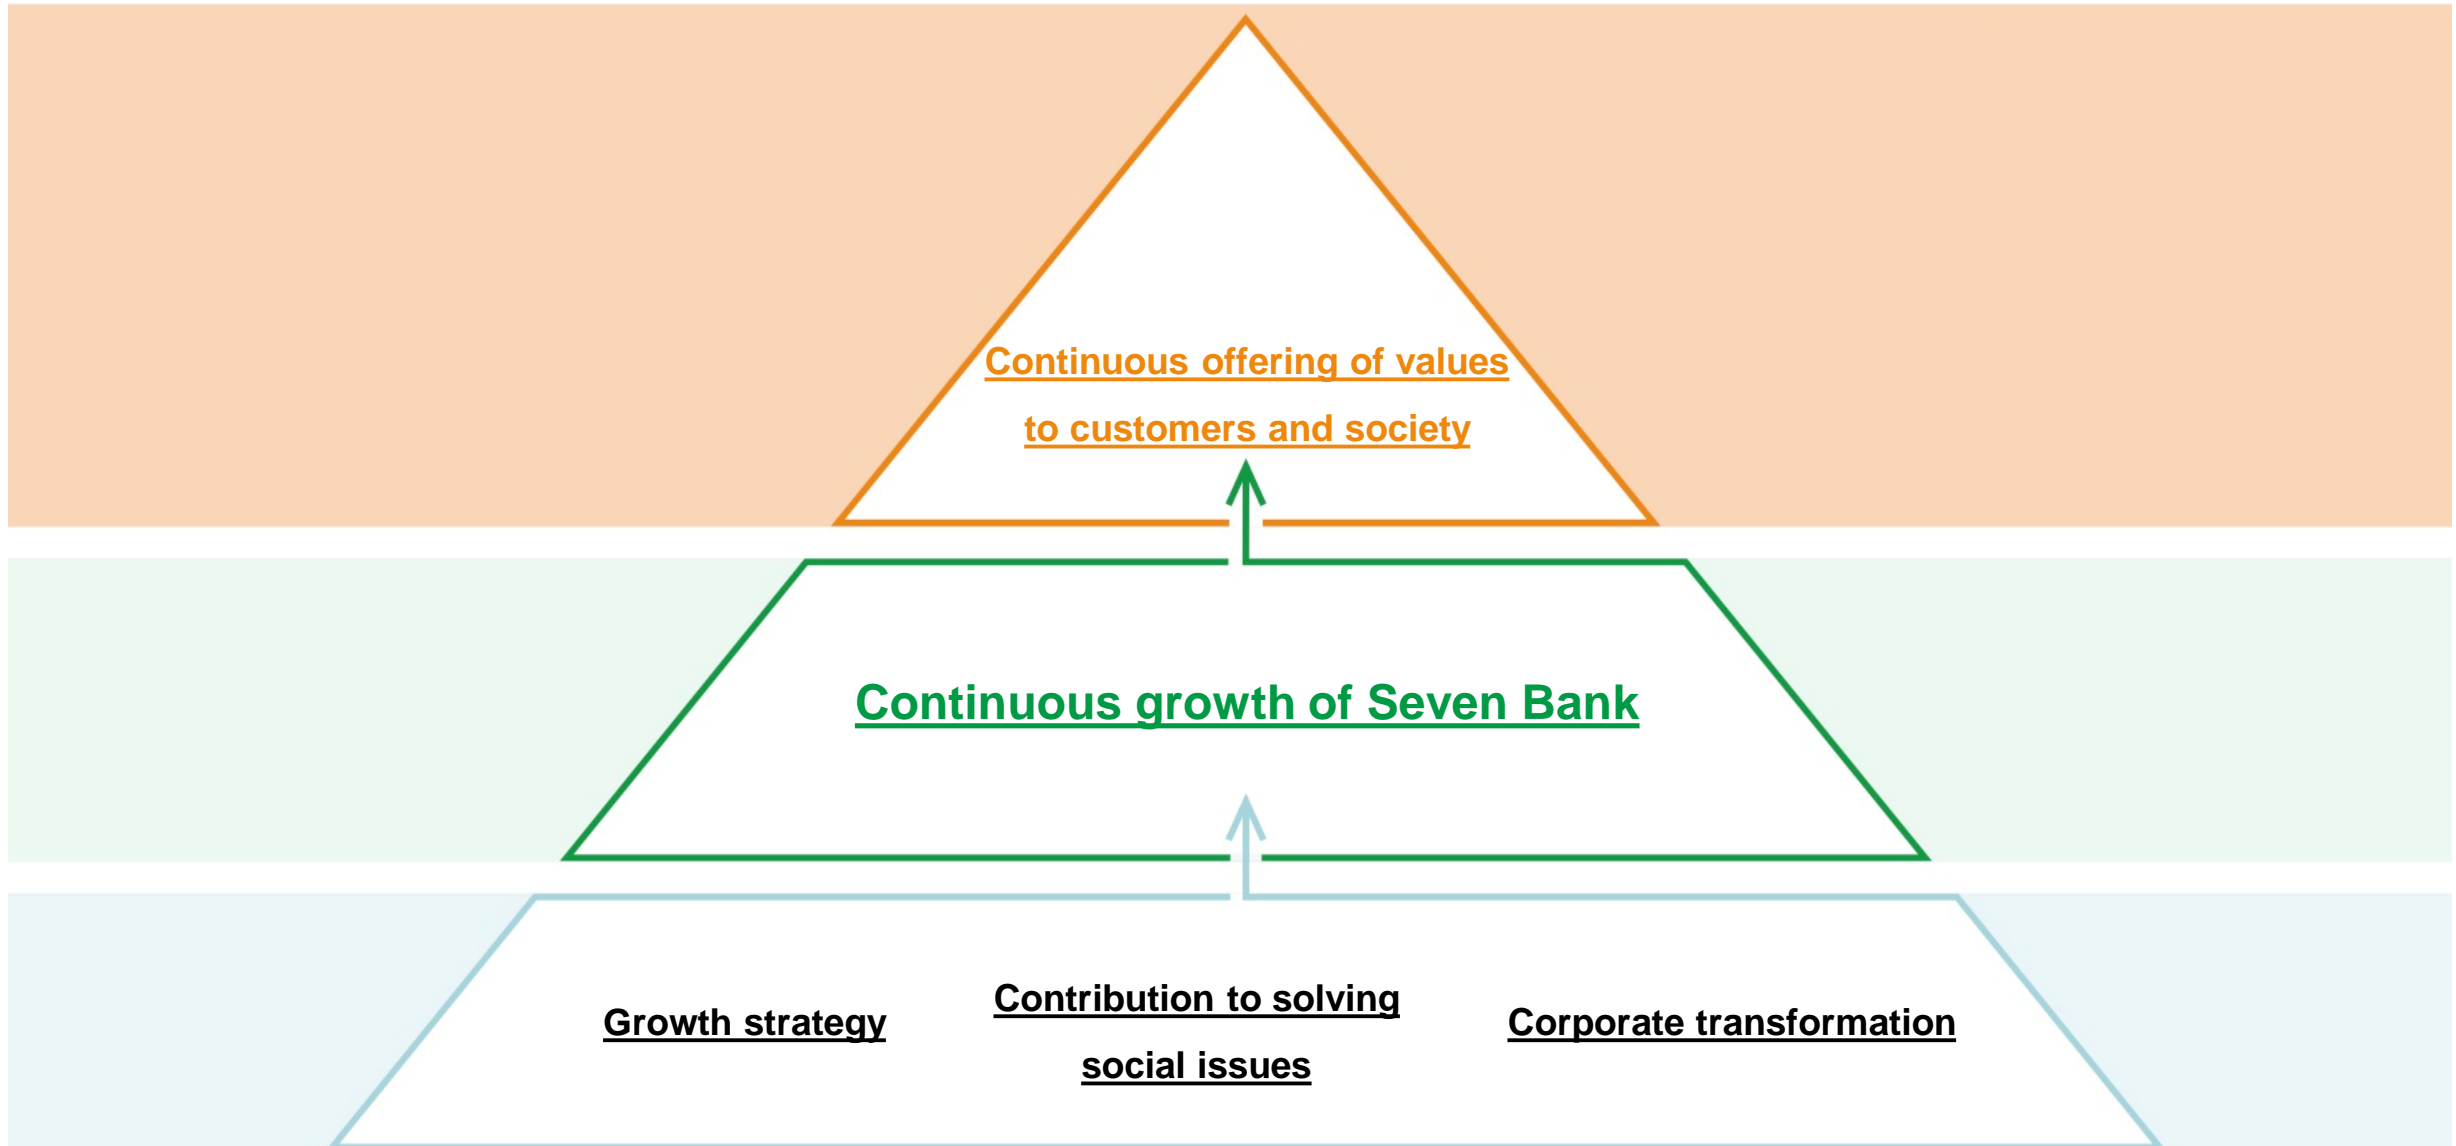 Continuous offering of values
to customers and society
Continuous growth of Seven Bank
Growth strategy
Contribution to solving
social issues
Corporate transformation